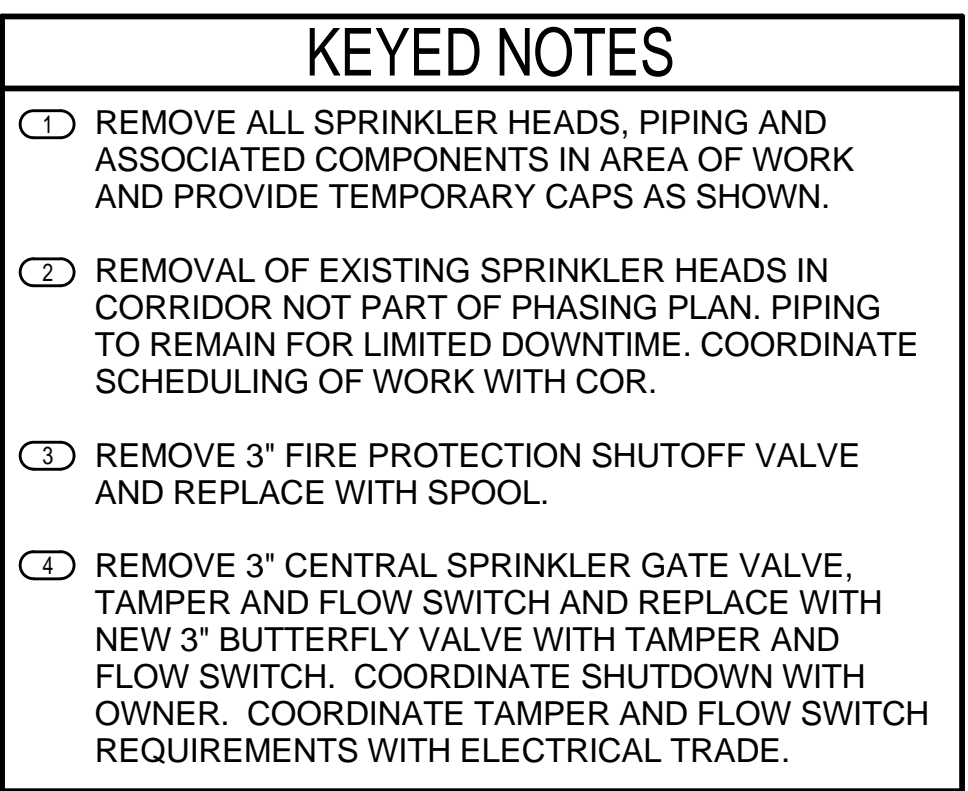 KEYED NOTES
1 REMOVE ALL SPRINKLER HEADS, PIPING AND
ASSOCIATED COMPONENTS IN AREA OF WORK
AND PROVIDE TEMPORARY CAPS AS SHOWN.
2 REMOVAL OF EXISTING SPRINKLER HEADS IN
CORRIDOR NOT PART OF PHASING PLAN. PIPING
TO REMAIN FOR LIMITED DOWNTIME. COORDINATE
SCHEDULING OF WORK WITH COR.
3 REMOVE 3" FIRE PROTECTION SHUTOFF VALVE
AND REPLACE WITH SPOOL.
4 REMOVE 3" CENTRAL SPRINKLER GATE VALVE,
TAMPER AND FLOW SWITCH AND REPLACE WITH
NEW 3" BUTTERFLY VALVE WITH TAMPER AND
FLOW SWITCH.  COORDINATE SHUTDOWN WITH
OWNER.  COORDINATE TAMPER AND FLOW SWITCH
REQUIREMENTS WITH ELECTRICAL TRADE.